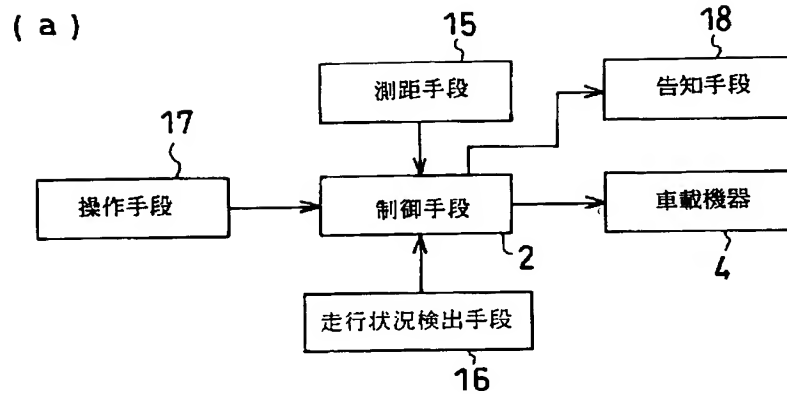 (a)
15
18
測距手段
告知手段
17
操作手段
制御手段
車載機器
2
4
走行状況検出手段
16